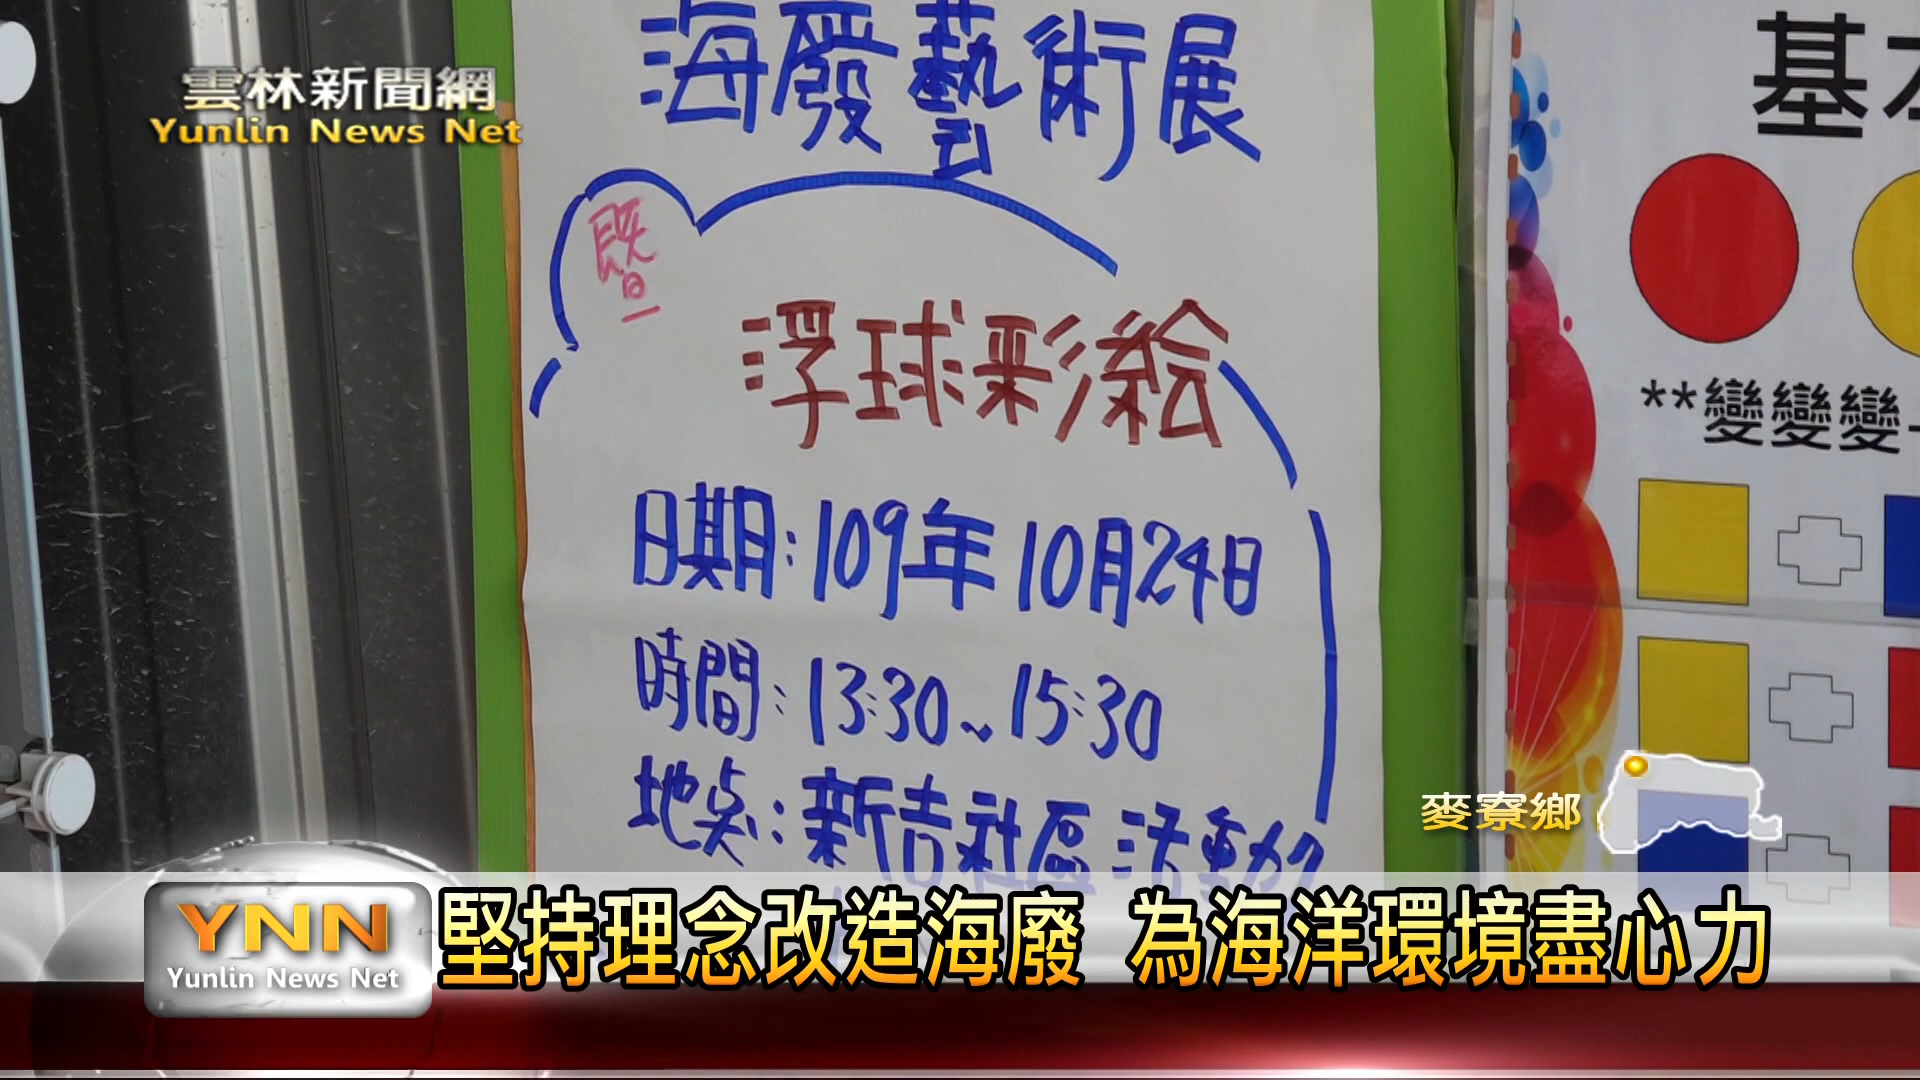 海廢藝術展
雲林新聞網
Yunlin News Net
暨
浮球彩繪
日期:109年10月24日
時間:13:30~15:30
地點:新吉社區活動
基
**變變變
麥寮鄉
YNN
Yunlin News Net
堅持理念改造海廢 為海洋環境盡心力